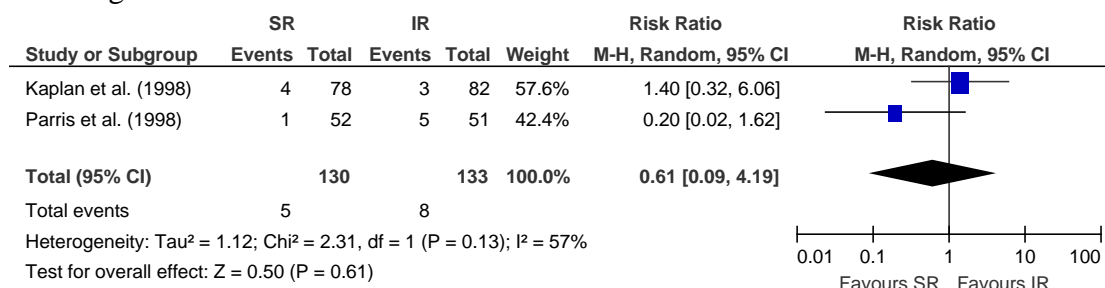 SR IR Risk Ratio Risk Ratio
Study or Subgroup Events Total Events Total Weight M-H, Random, 95% CI M-H, Random, 95% CI
Kaplan et al. (1998) 4 78 3 82 57.6% 1.40 [0.32, 6.06]
Parris et al. (1998) 1 52 5 51 42.4% 0.20 [0.02, 1.62]
Total (95% CI) 130 133 100.0% 0.61 [0.09, 4.19]
Total events 5 8
Heterogeneity: Tau² = 1.12; Chi² = 2.31, df = 1 (P = 0.13); I² = 57%
Test for overall effect: Z = 0.50 (P = 0.61)
0.01 0.1 1 10 100
Favours SR Favours IR